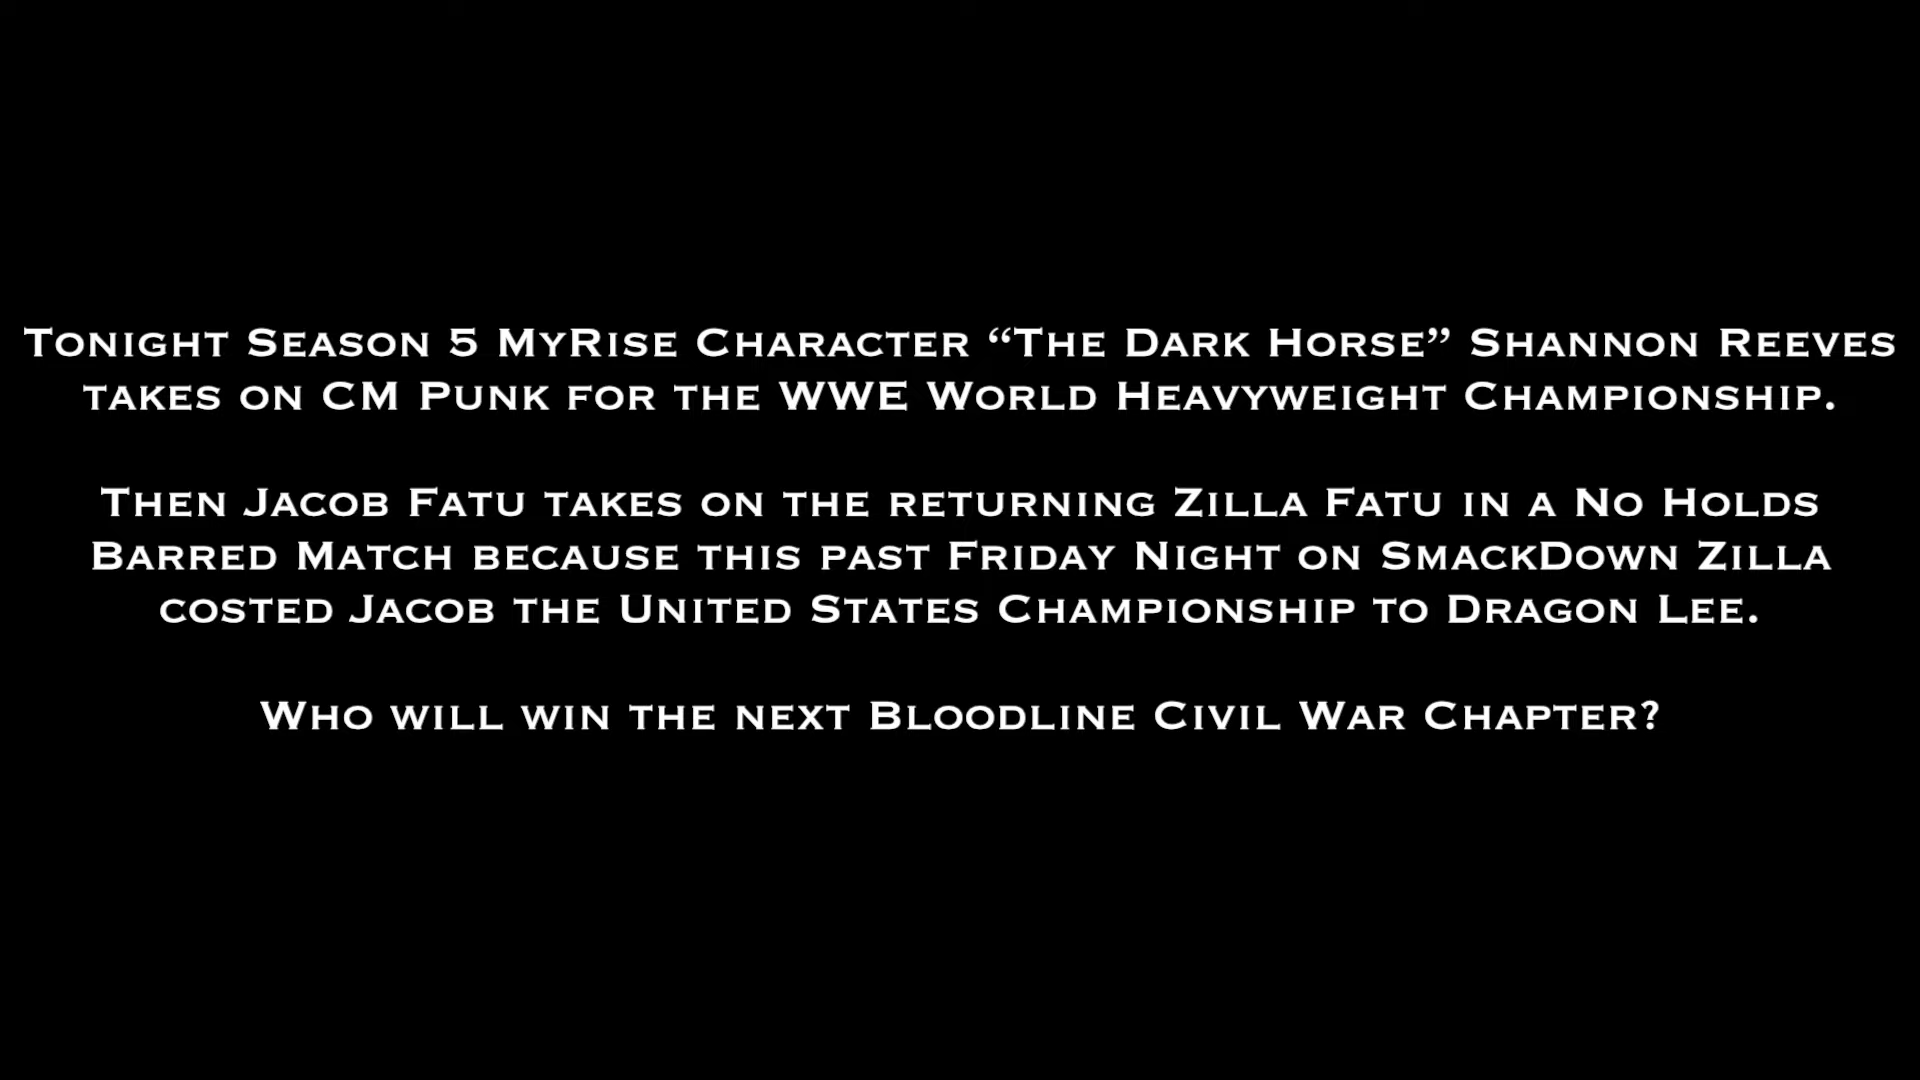 Tonight Season 5 MyRise Character “The Dark Horse” Shannon Reeves
takes on CM Punk for the WWE World Heavyweight Championship.
Then Jacob Fatu takes on the returning Zilla Fatu in a No Holds
Barred Match because this past Friday Night on SmackDown Zilla
costed Jacob the United States Championship to Dragon Lee.
Who will win the next Bloodline Civil War Chapter?